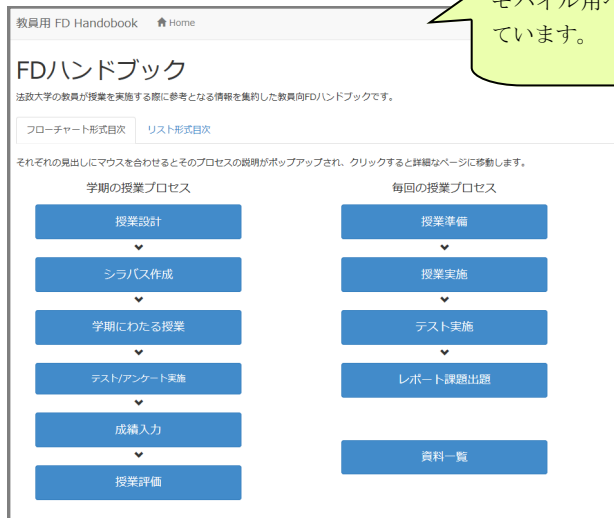 教員用 FD Handobook Home
モバイル用
ています。
FDハンドブック
法政大学の教員が授業を実施する際に参考となる情報を集約した教員向FDハンドブックです。
フローチャート形式目次 リスト形式目次
それぞれの見出しにマウスを合わせるとそのプロセスの説明がポップアップされ、クリックすると詳細なページに移動します。
学期の授業プロセス
授業設計
シラバス作成
学期にわたる授業
テスト/アンケート実施
成績入力
授業評価
毎回の授業プロセス
授業準備
授業実施
テスト実施
レポート課題出題
資料一覧